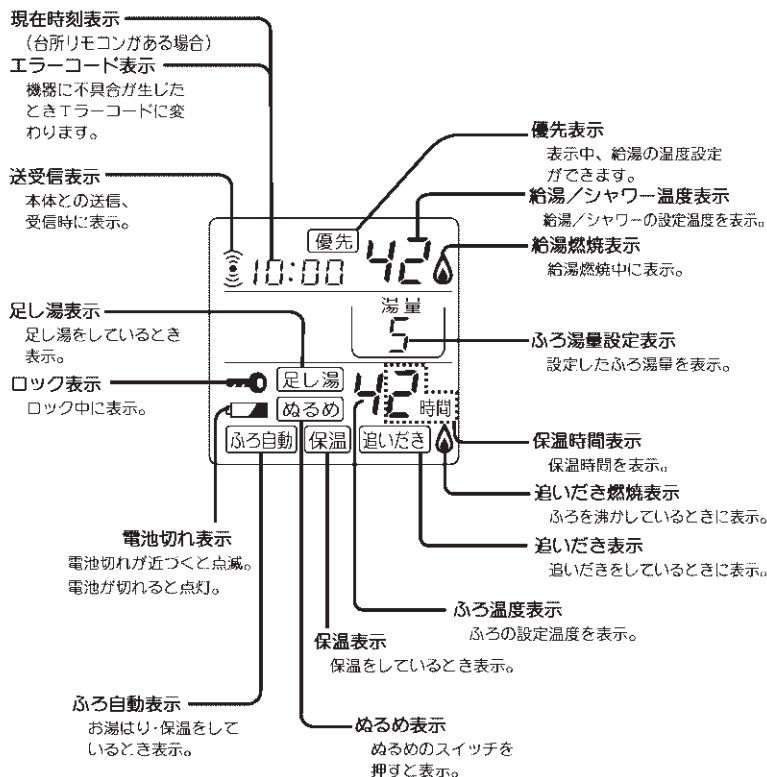 現在時刻表示
（台所リモコンがある場合）
エラーコード表示
機器に不具合が生じた
ときエラーコードに変
わります。
送受信表示
本体との送信、
受信時に表示。
足し湯表示
足し湯をしているとき
表示。
ロック表示
ロック中に表示。
優先
10:00
42
湯量
5
足し湯
42
ぬるめ
時間
ふろ自動
保温
追いだき
優先表示
表示中、給湯の温度設定
ができます。
給湯／シャワー温度表示
給湯／シャワーの設定温度を表示。
給湯燃焼表示
給湯燃焼中に表示。
ふろ湯量設定表示
設定したふろ湯量を表示。
保温時間表示
保温時間を表示。
追いだき燃焼表示
ふろを沸かしているときに表示。
追いだき表示
追いだきをしているときに表示。
電池切れ表示
電池切れが近づくと点滅。
電池が切れると点灯。
ふろ温度表示
ふろの設定温度を表示。
保温表示
保温をしているとき表示。
ふろ自動表示
お湯はり・保温をして
いるとき表示。
ぬるめ表示
ぬるめのスイッチを
押すと表示。